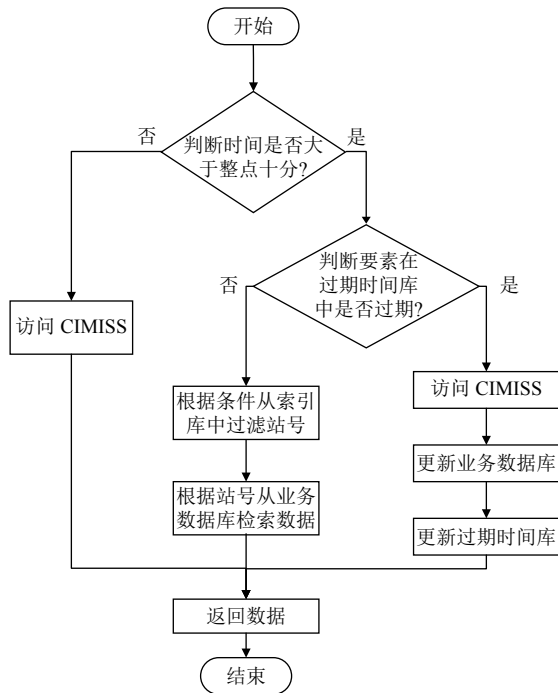 开始
判断时间是否大
于整点十分?
否
是
判断要素在
过期时间库
中是否过期?
否
是
访问 CIMISS
访问 CIMISS
根据条件从索引
库中过滤站号
更新业务数据库
根据站号从业务
数据库检索数据
更新过期时间库
返回数据
结束